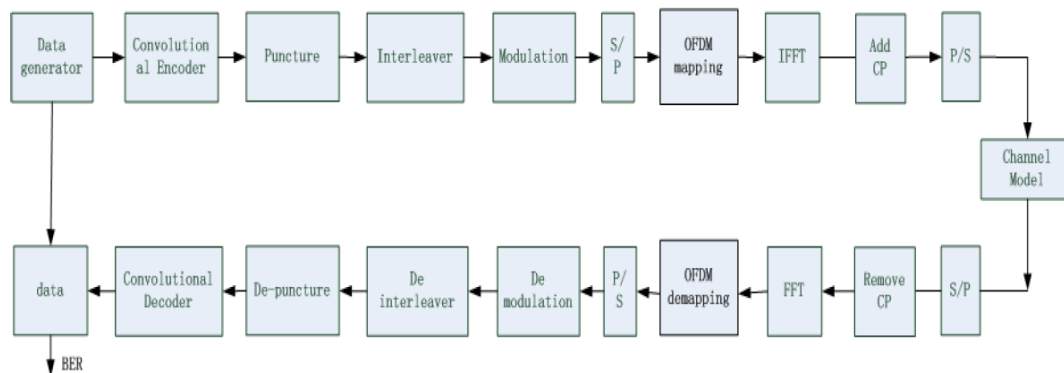 Data
generator
Convolution
al Encoder
Puncture
Interleaver
Modulation
S/
P
OFDM
mapping
IFFT
Add
CP
P/S
Channel
Model
data
Convolutional
Decoder
De-puncture
De
interleaver
De
modulation
P/
S
OFDM
demapping
FFT
Remove
CP
S/P
BER